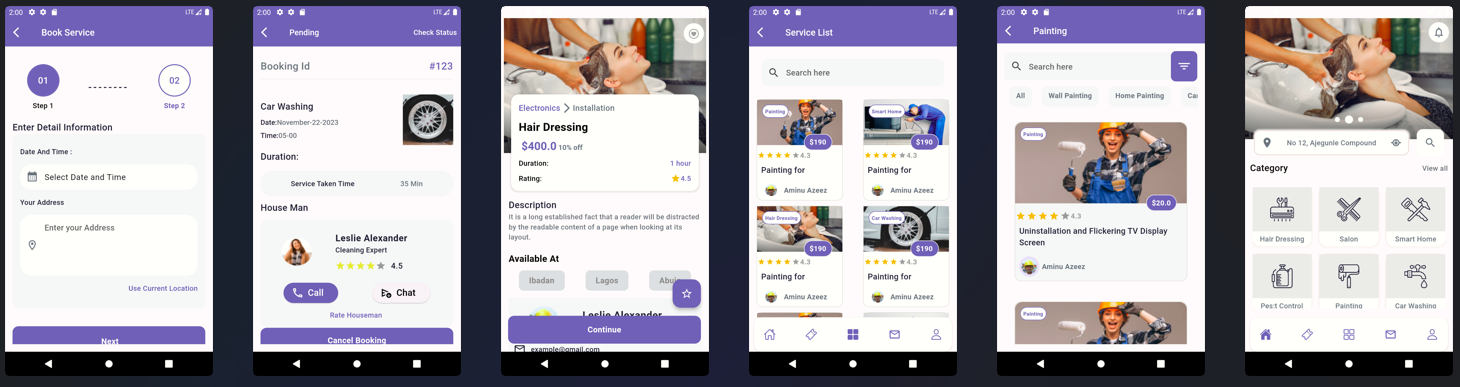 2:00
LTE
Book Service
01
02
Step 1
Step 2
Enter Detail Information
Date And Time :
Select Date and Time
Your Address
Enter your Address
Use Current Location
Next
2:00
LTE
Pending
Check Status
Booking Id
#123
Car Washing
Date:November-22-2023
Time:05-00
Duration:
Service Taken Time
35 Min
House Man
Leslie Alexander
Cleaning Expert
4.5
Call
Chat
Rate Houseman
Cancel Booking
Electronics
Installation
Hair Dressing
$400.0 10% off
Duration:
1 hour
Rating:
4.5
Description
It is a long established fact that a reader will be distracted
by the readable content of a page when looking at its
layout.
Available At
Ibadan
Lagos
Abuja
Leslie Alexander
Continue
example@gmail.com
2:00
LTE
Service List
Search here
Painting
$190
4.3
Painting for
Aminu Azeez
Smart Home
$190
4.3
Painting for
Aminu Azeez
Hair Dressing
$190
4.3
Painting for
Aminu Azeez
Car Washing
$190
4.3
Painting for
Aminu Azeez
2:00
LTE
Painting
Search here
All
Wall Painting
Home Painting
Car
Painting
$20.0
4.3
Uninstallation and Flickering TV Display
Screen
Aminu Azeez
Painting
No 12, Ajegunle Compound
Category
View all
Hair Dressing
Salon
Smart Home
Pest Control
Painting
Car Washing